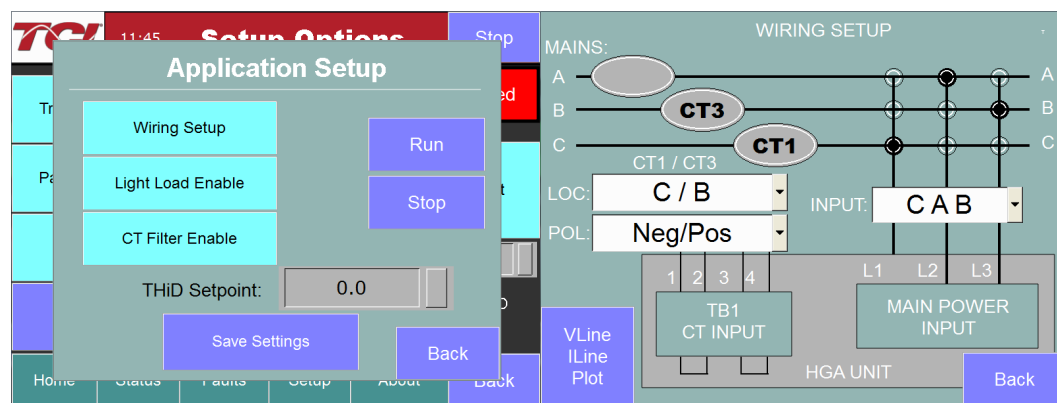 TCI
11:45
Setup Options
Stop
Application Setup
Wiring Setup
Run
Light Load Enable
Stop
CT Filter Enable
THiD Setpoint:
0.0
Save Settings
Back
Home
Status
Faults
Setup
About
Back
WIRING SETUP
MAINS:
A
A
B
CT3
B
C
CT1
C
CT1 / CT3
LOC:
C / B
INPUT:
C A B
POL:
Neg/Pos
1 2 3 4
L1 L2 L3
TB1
CT INPUT
MAIN POWER
INPUT
VLine
ILine
Plot
HGA UNIT
Back